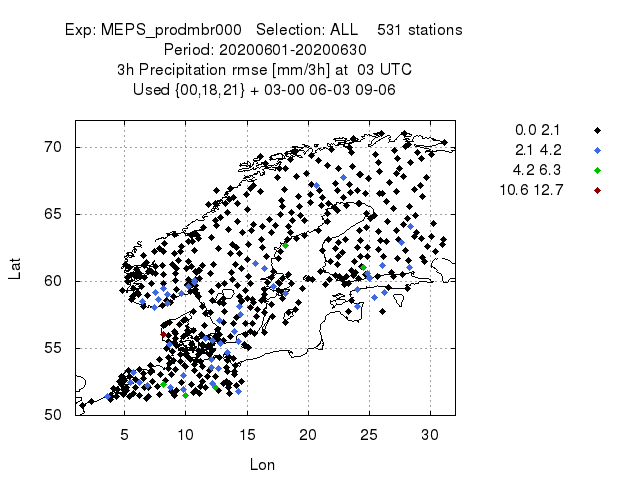 Exp: MEPS_prodmbr000 Selection: ALL 531 stations
Period: 20200601-20200630
3h Precipitation rmse [mm/3h] at 03 UTC
Used {00,18,21} + 03-00 06-03 09-06
0.0 2.1
2.1 4.2
4.2 6.3
10.6 12.7
70
65
60
55
50
Lat
5 10 15 20 25 30
Lon